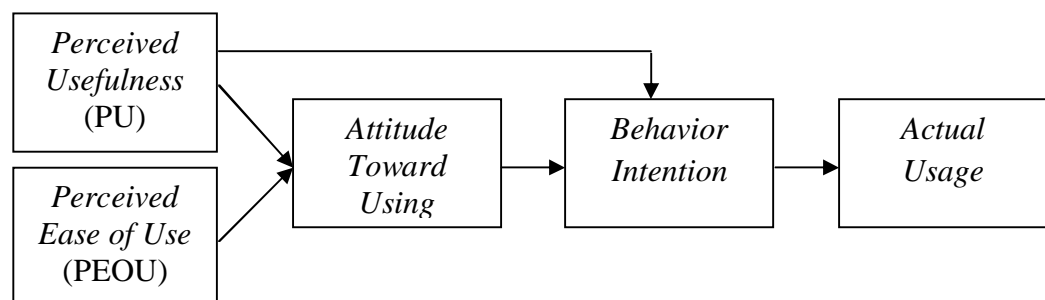 Perceived
Usefulness
(PU)
Perceived
Ease of Use
(PEOU)
Attitude
Toward
Using
Behavior
Intention
Actual
Usage